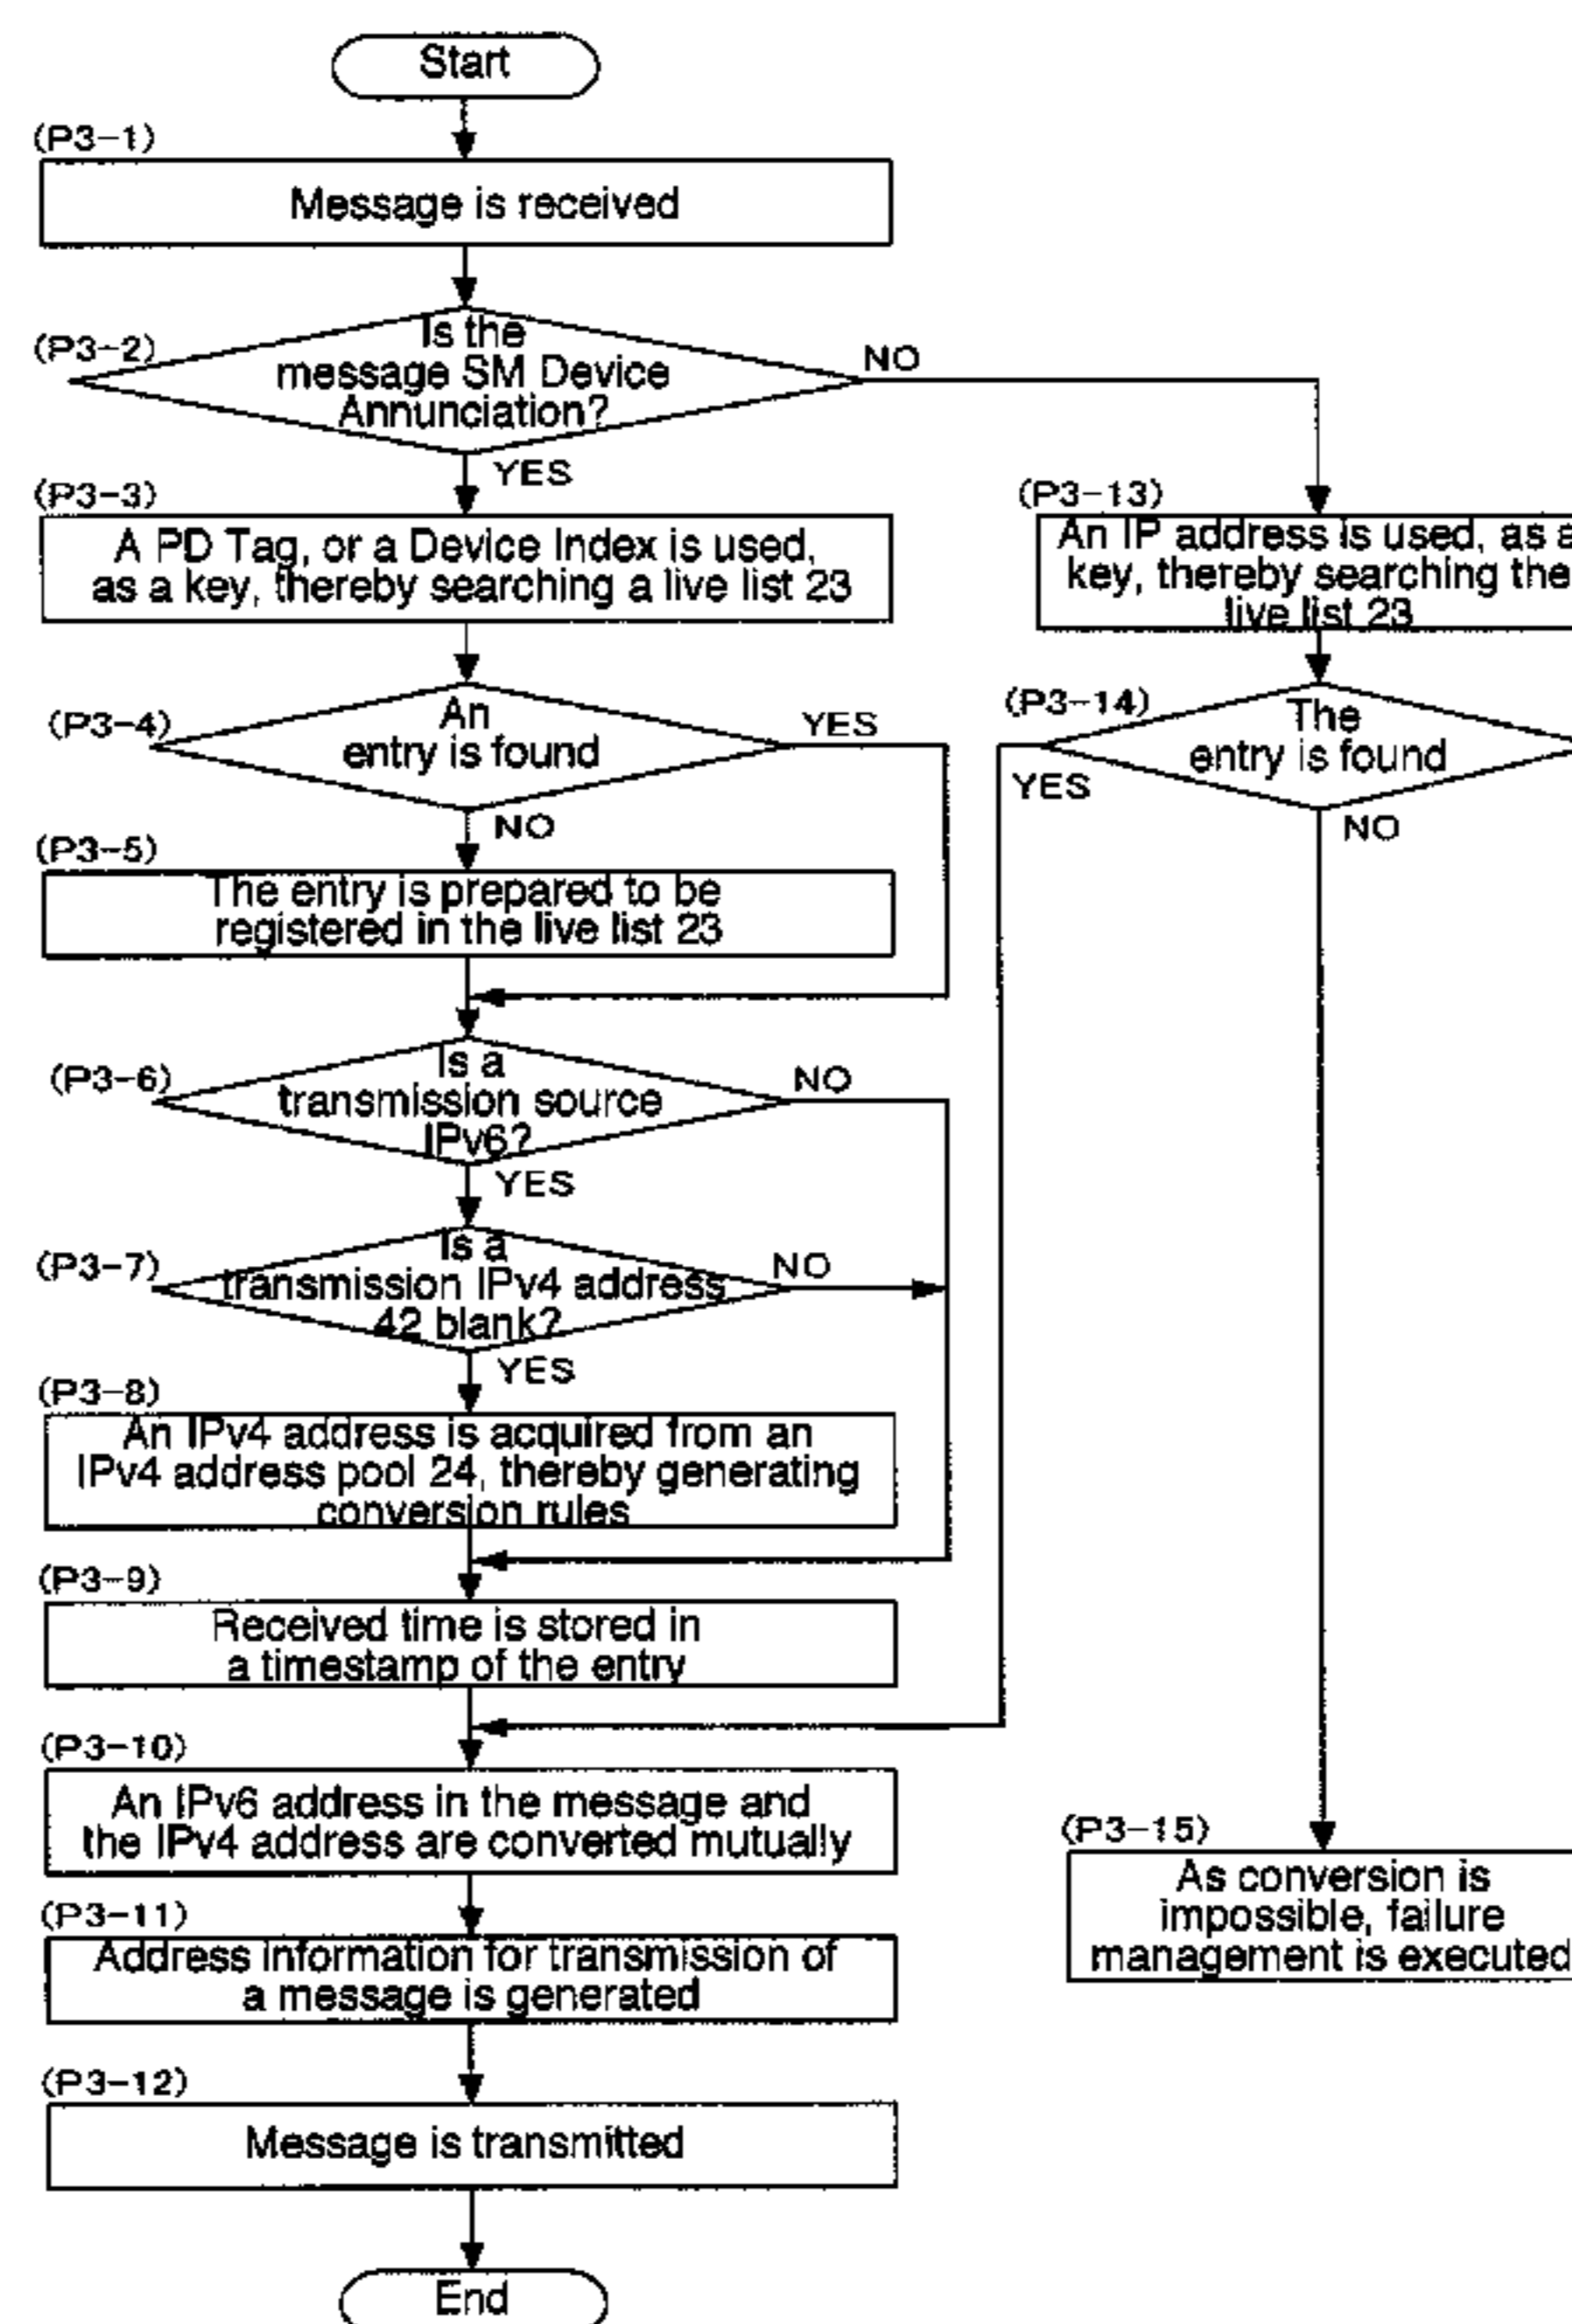 Start
(P3-1)
Message is received
(P3-2)
Is the
message SM Device
Annunciation?
NO
YES
(P3-3)
A PD Tag, or a Device Index is used,
as a key, thereby searching a live list 23
(P3-13)
An IP address is used, as a
key, thereby searching the
live list 23
(P3-4)
An
entry is found
YES
NO
(P3-14)
The
entry is found
YES
NO
(P3-5)
The entry is prepared to be
registered in the live list 23
(P3-6)
Is a
transmission source
IPv6?
NO
YES
(P3-7)
Is a
transmission IPv4 address
42 blank?
NO
YES
(P3-8)
An IPv4 address is acquired from an
IPv4 address pool 24, thereby generating
conversion rules
(P3-9)
Received time is stored in
a timestamp of the entry
(P3-10)
An IPv6 address in the message and
the IPv4 address are converted mutually
(P3-15)
As conversion is
impossible, failure
management is executed
(P3-11)
Address information for transmission of
a message is generated
(P3-12)
Message is transmitted
End